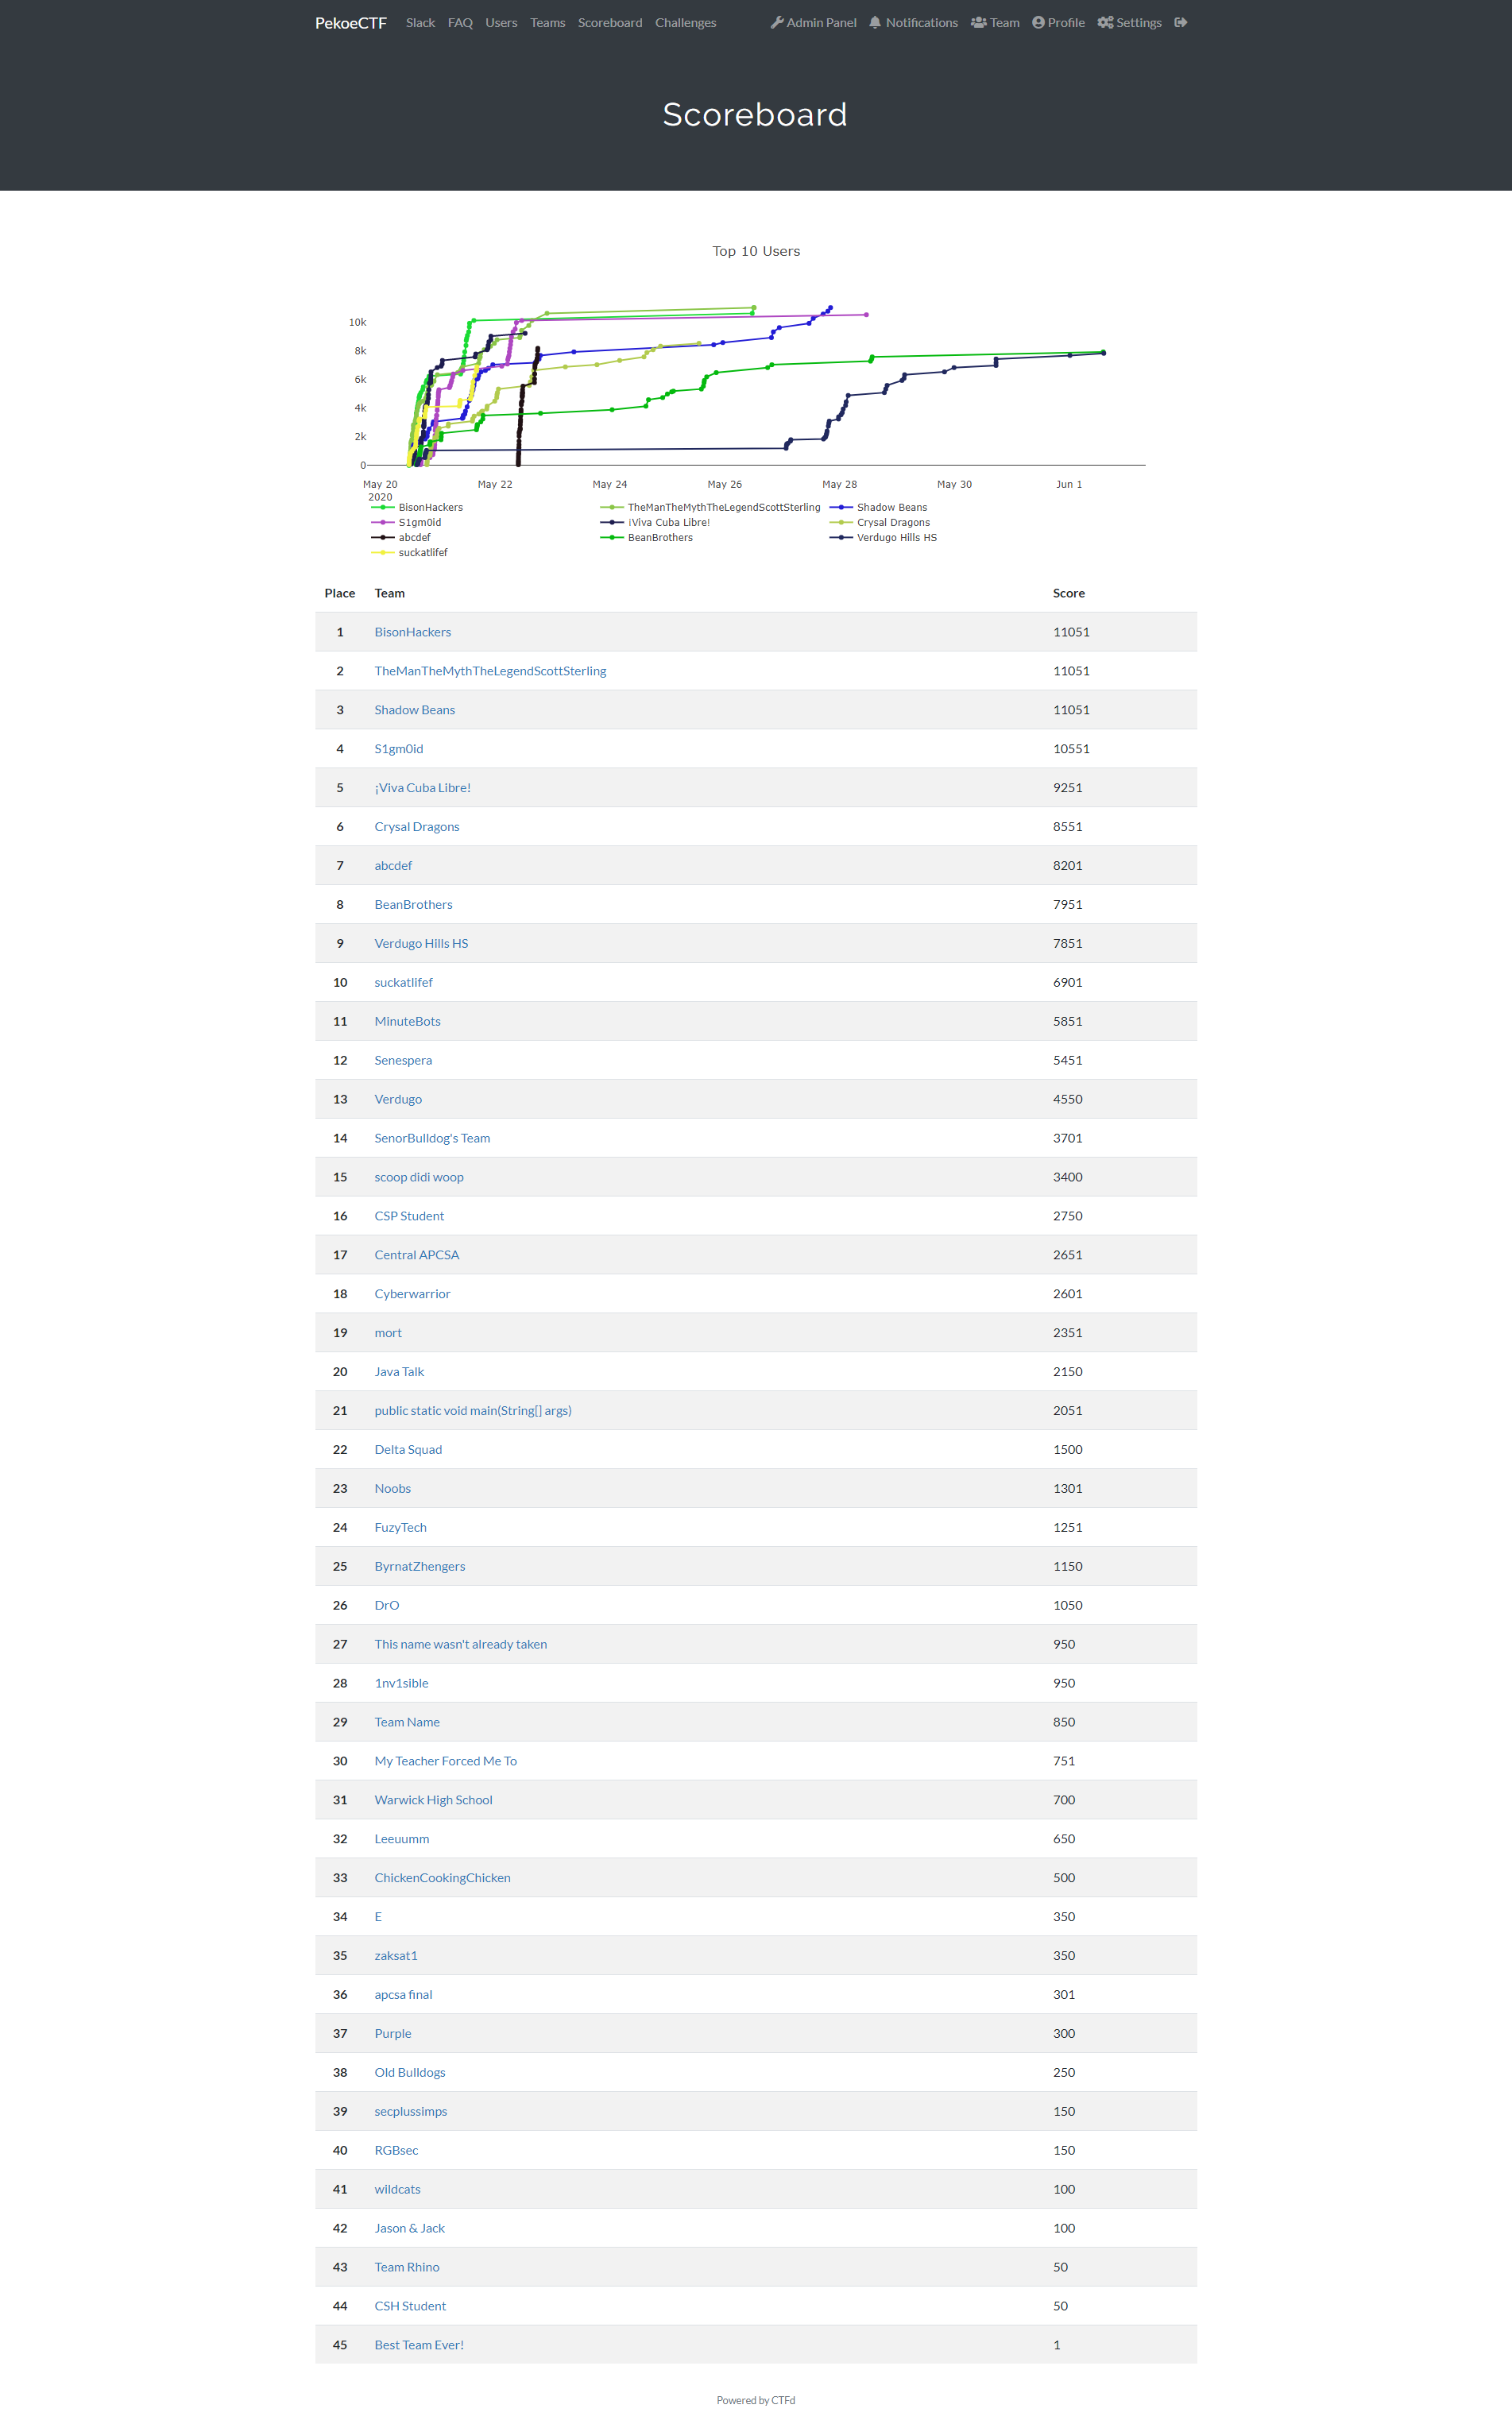 PekoeCTF Slack FAQ Users Teams Scoreboard Challenges Admin Panel Notifications Team Profile Settings
Scoreboard
Top 10 Users
10k
8k
6k
4k
2k
0
May 20 May 22 May 24 May 26 May 28 May 30 Jun 1
2020
BisonHackers TheManTheMythTheLegendScottSterling Shadow Beans
S1gm0id ¡Viva Cuba Libre! Crysal Dragons
abcdef BeanBrothers Verdugo Hills HS
suckatlifef
Place Team Score
1 BisonHackers 11051
2 TheManTheMythTheLegendScottSterling 11051
3 Shadow Beans 11051
4 S1gm0id 10551
5 ¡Viva Cuba Libre! 9251
6 Crysal Dragons 8551
7 abcdef 8201
8 BeanBrothers 7951
9 Verdugo Hills HS 7851
10 suckatlifef 6901
11 MinuteBots 5851
12 Senespera 5451
13 Verdugo 4550
14 SenorBulldog's Team 3701
15 scoop didi woop 3400
16 CSP Student 2750
17 Central APCSA 2651
18 Cyberwarrior 2601
19 mort 2351
20 Java Talk 2150
21 public static void main(String[] args) 2051
22 Delta Squad 1500
23 Noobs 1301
24 FuzyTech 1251
25 ByrnatZhengers 1150
26 DrO 1050
27 This name wasn't already taken 950
28 1nv1sible 950
29 Team Name 850
30 My Teacher Forced Me To 751
31 Warwick High School 700
32 Leeuumm 650
33 ChickenCookingChicken 500
34 E 350
35 zaksat1 350
36 apcsa final 301
37 Purple 300
38 Old Bulldogs 250
39 secplussimps 150
40 RGBsec 150
41 wildcats 100
42 Jason & Jack 100
43 Team Rhino 50
44 CSH Student 50
45 Best Team Ever! 1
Powered by CTFd